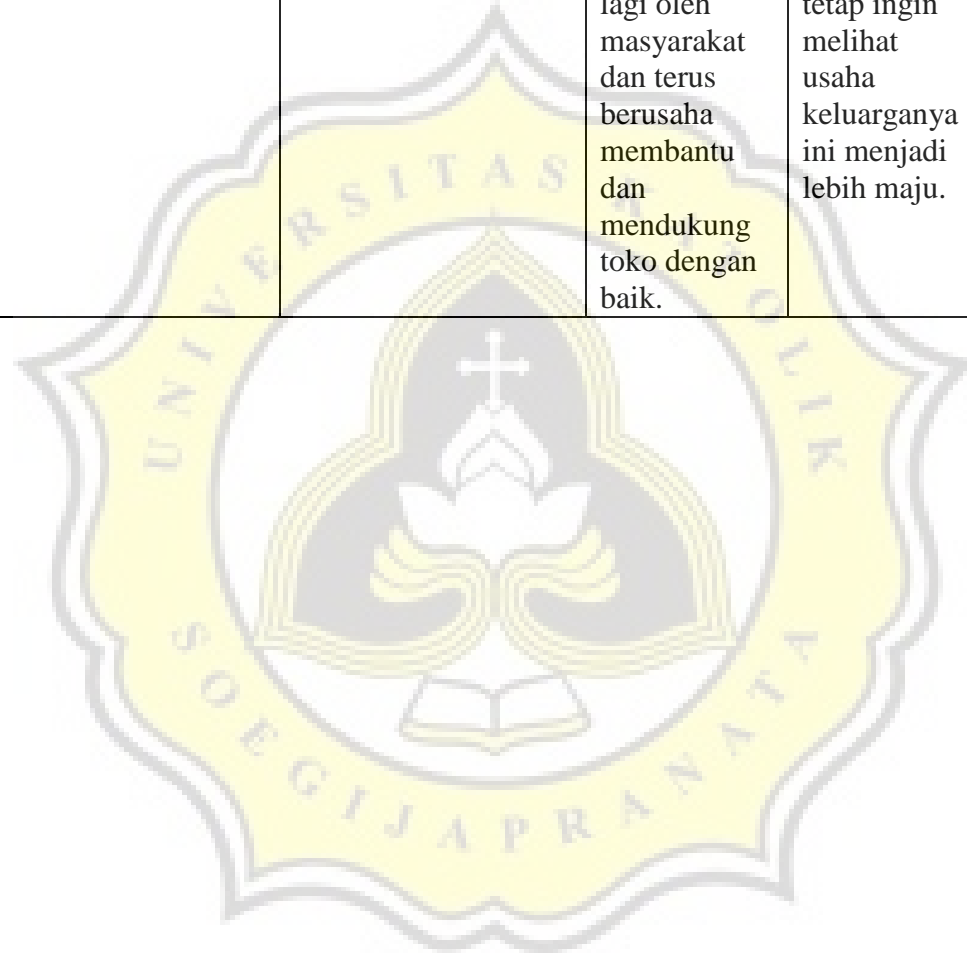 lagi oleh
masyarakat
dan terus
berusaha
membantu
dan
mendukung
toko dengan
baik.
tetap ingin
melihat
usaha
keluarganya
ini menjadi
lebih maju.
UNIVERSITAS KATOLIK
SOEGIJAPRANATA